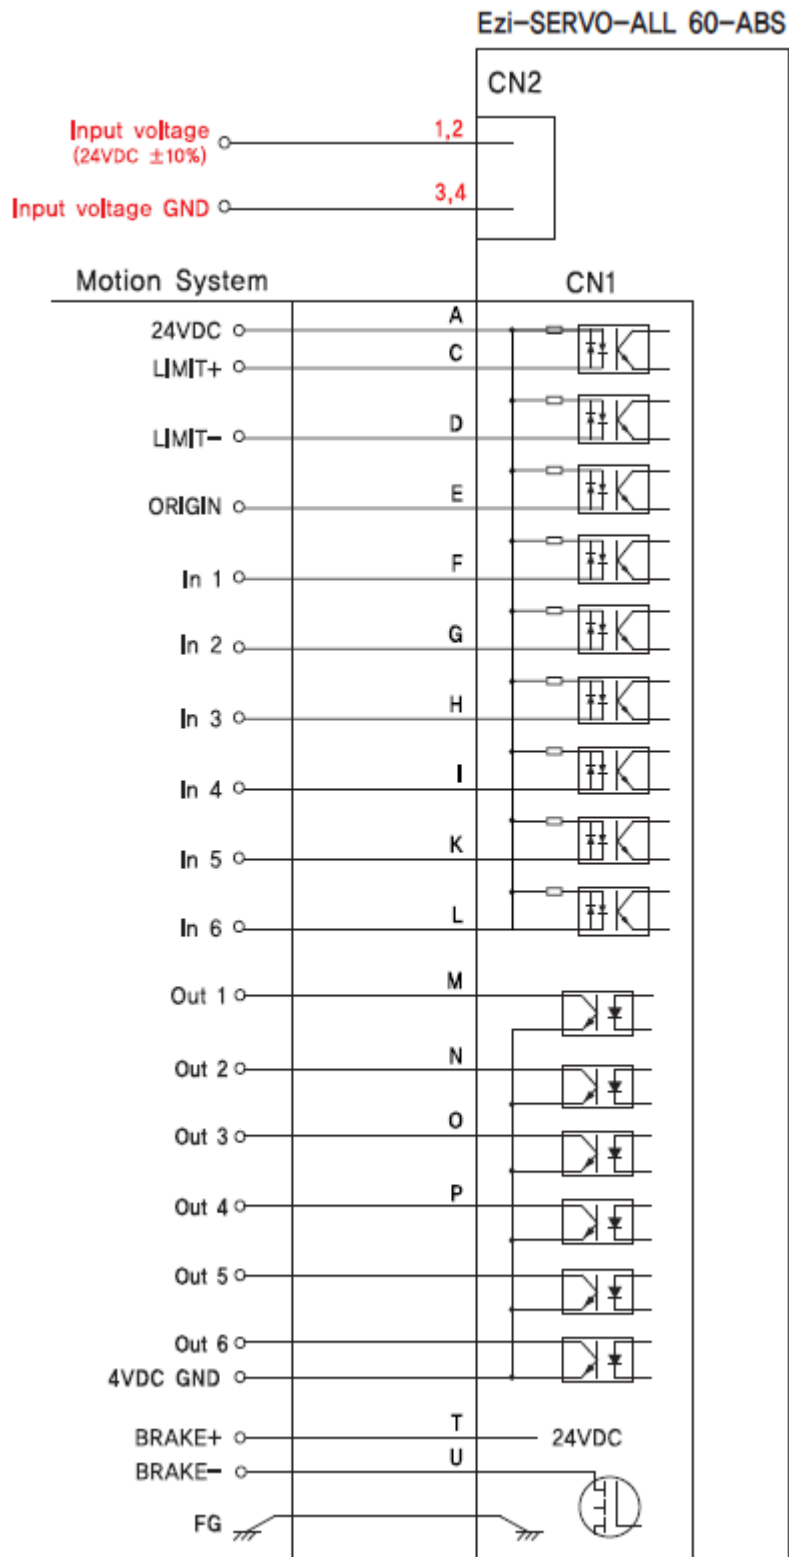 Ezi-SERVO-ALL 60-ABS
CN2
Input voltage 1,2
(24VDC ±10%)
Input voltage GND 3,4
Motion System CN1
24VDC A
LIMIT+ C
LIMIT- D
ORIGIN E
In 1 F
In 2 G
In 3 H
In 4 I
In 5 K
In 6 L
Out 1 M
Out 2 N
Out 3 O
Out 4 P
Out 5
Out 6
4VDC GND
BRAKE+ T 24VDC
BRAKE- U
FG